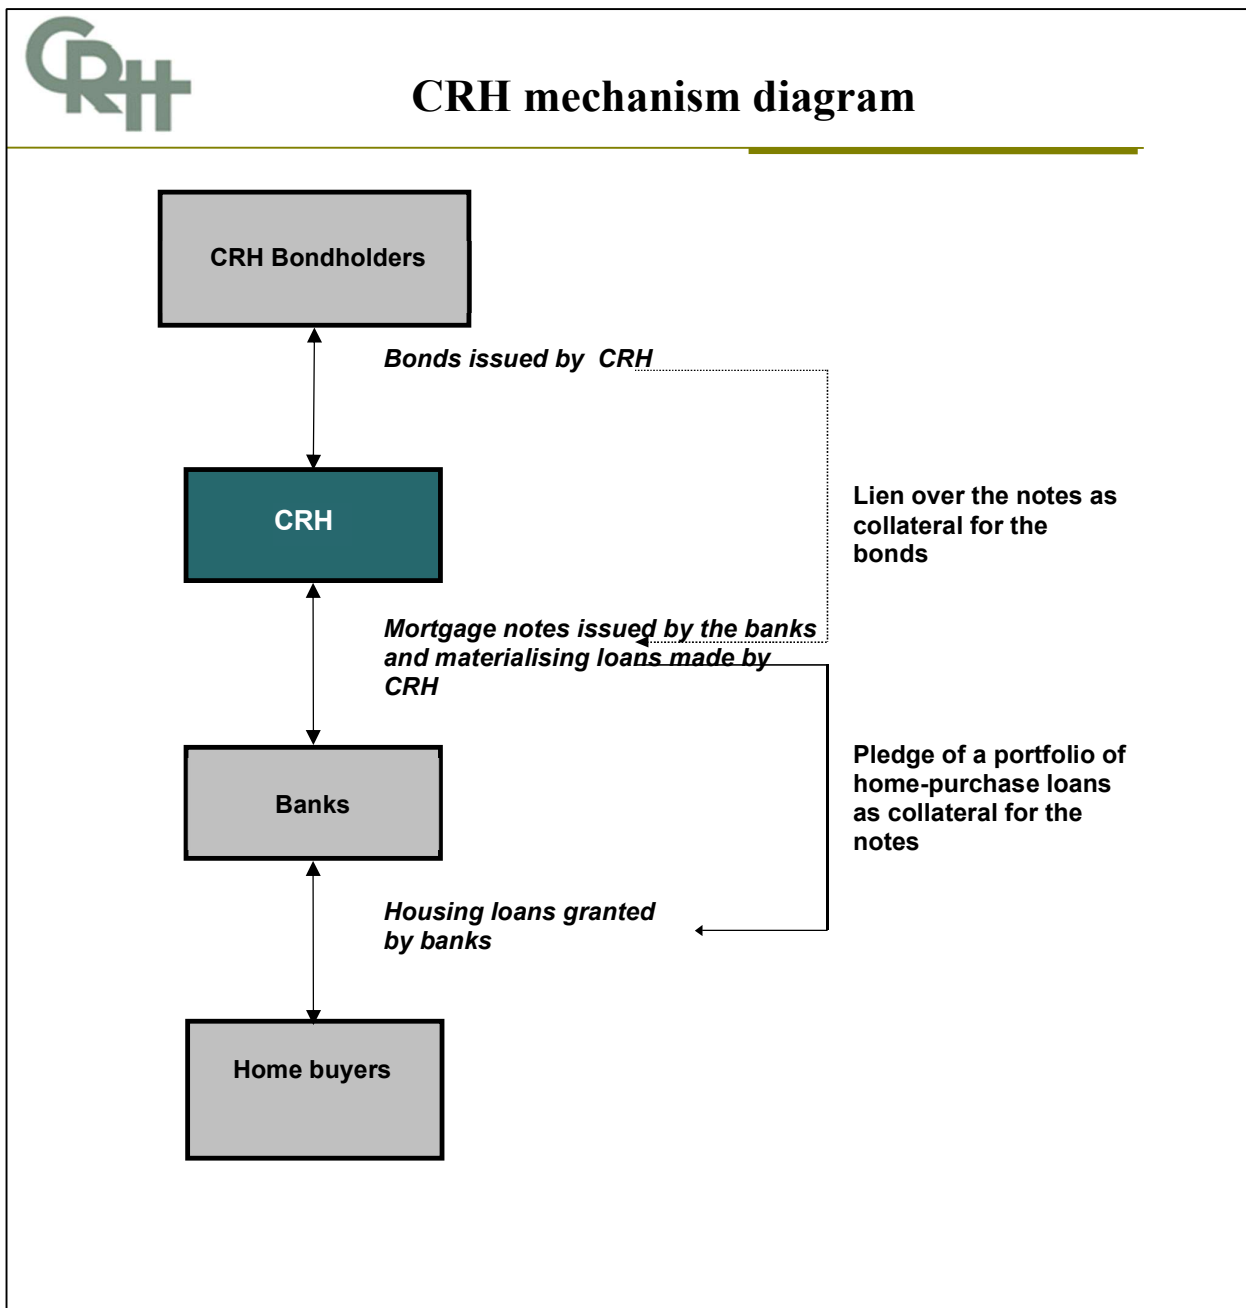 CRH
CRH mechanism diagram
CRH Bondholders
Bonds issued by CRH
CRH
Lien over the notes as
collateral for the
bonds
Mortgage notes issued by the banks
and materialising loans made by
CRH
Banks
Pledge of a portfolio of
home-purchase loans
as collateral for the
notes
Housing loans granted
by banks
Home buyers